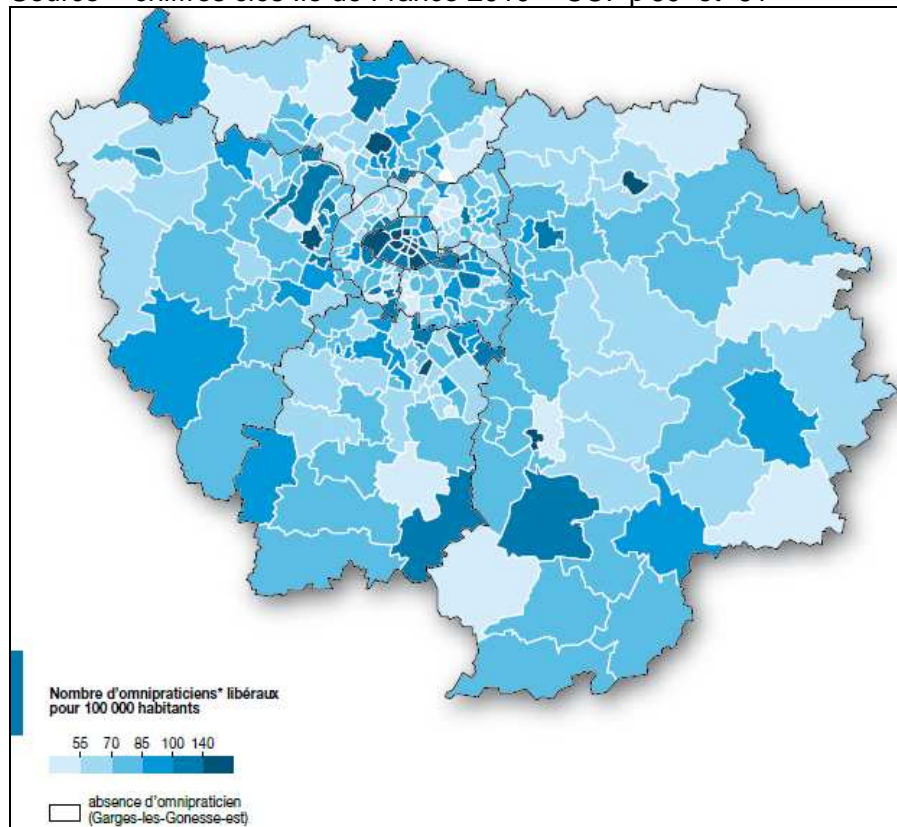 Nombre d'omnipraticiens* libéraux
pour 100 000 habitants
55 70 85 100 140
absence d'omnipraticien
(Garges-les-Gonesse-est)